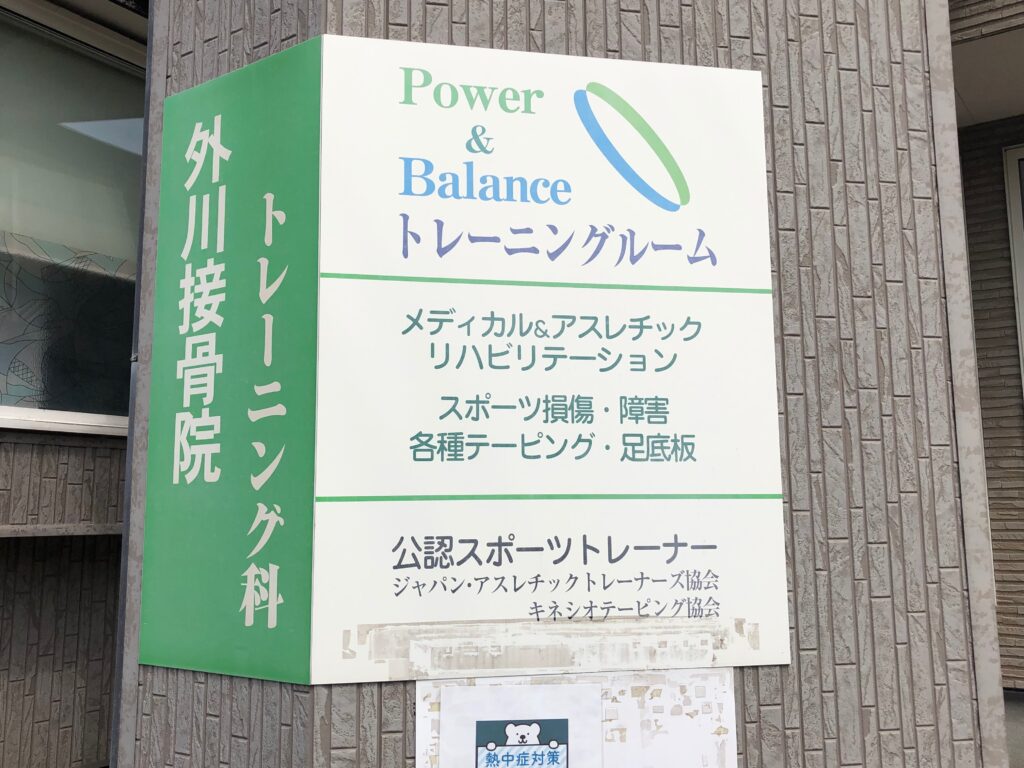 外川接骨院
トレーニング科
Power
&
Balance
トレーニングルーム
メディカル&アスレチック
リハビリテーション
スポーツ損傷・障害
各種テーピング・足底板
公認スポーツトレーナー
ジャパン・アスレチックトレーナーズ協会
キネシオテーピング協会
熱中症対策